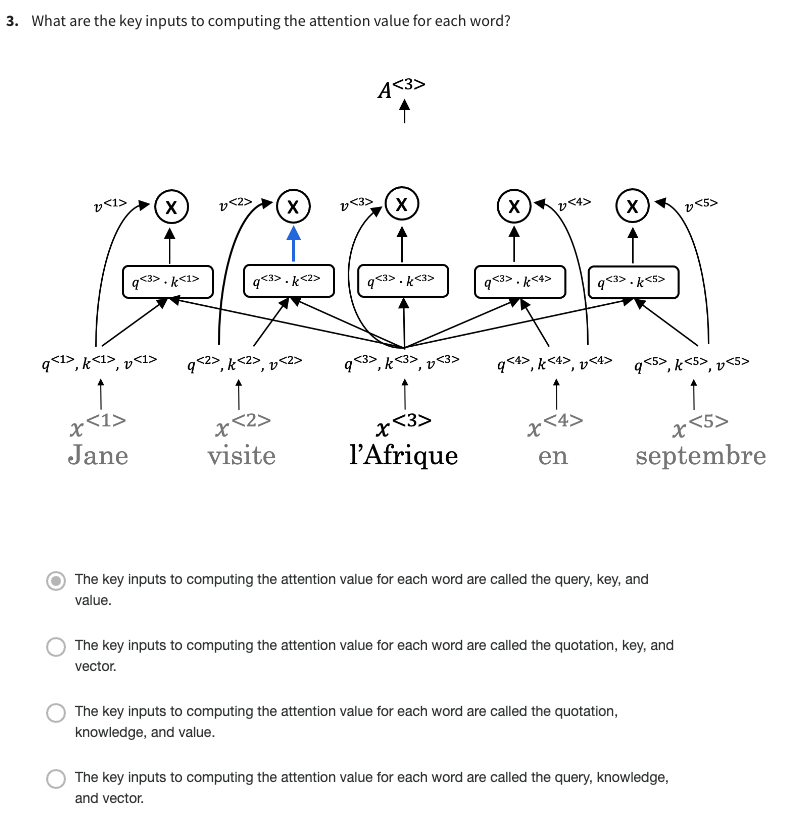 3. What are the key inputs to computing the attention value for each word?
A<3>
v<1> X v<2> X v<3> X X v<4> X v<5>
q<3> · k<1> q<3> · k<2> q<3> · k<3> q<3> · k<4> q<3> · k<5>
q<1>, k<1>, v<1> q<2>, k<2>, v<2> q<3>, k<3>, v<3> q<4>, k<4>, v<4> q<5>, k<5>, v<5>
x<1> x<2> x<3> x<4> x<5>
Jane visite l'Afrique en septembre
The key inputs to computing the attention value for each word are called the query, key, and
value.
The key inputs to computing the attention value for each word are called the quotation, key, and
vector.
The key inputs to computing the attention value for each word are called the quotation,
knowledge, and value.
The key inputs to computing the attention value for each word are called the query, knowledge,
and vector.